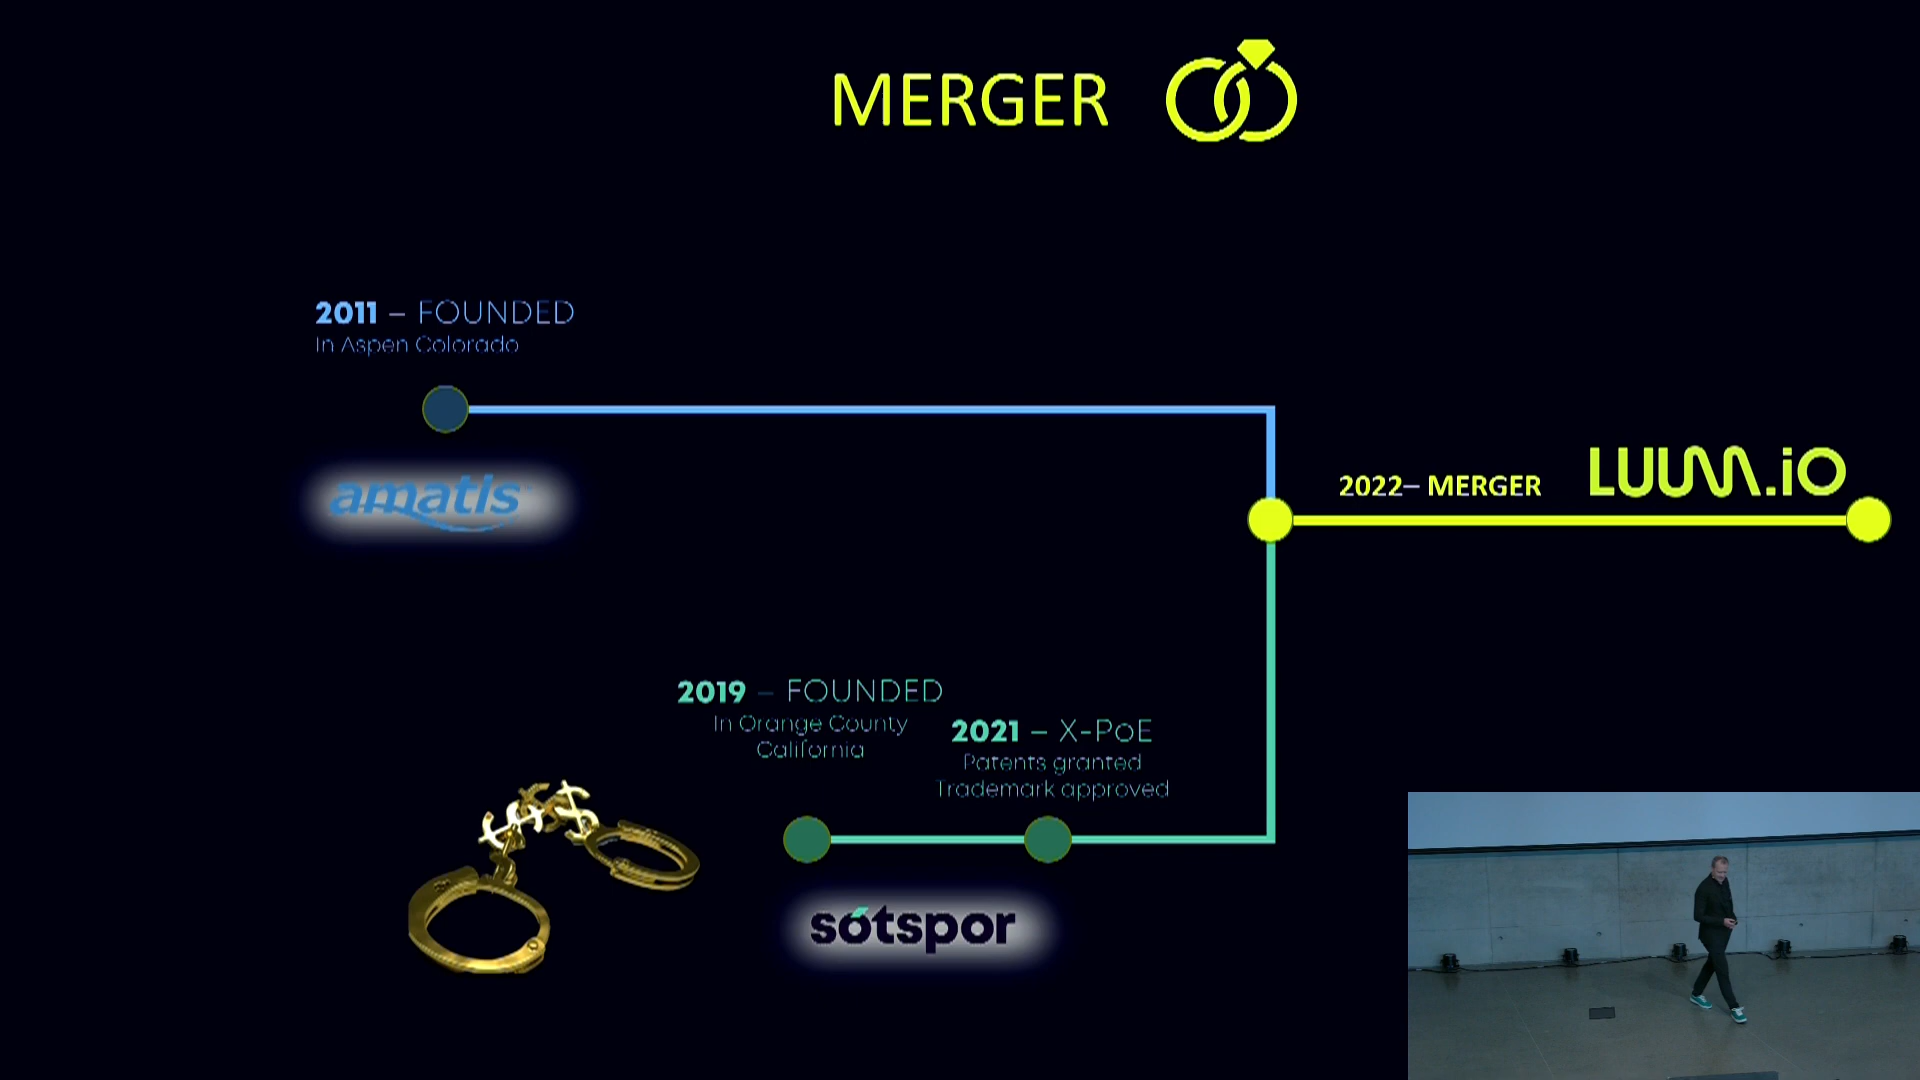 MERGER
2011 – FOUNDED
In Aspen Colorado
amatis
2022– MERGER
LUUM.iO
2019 – FOUNDED
In Orange County
California
2021 – X-PoE
Patents granted
Trademark approved
sótspor